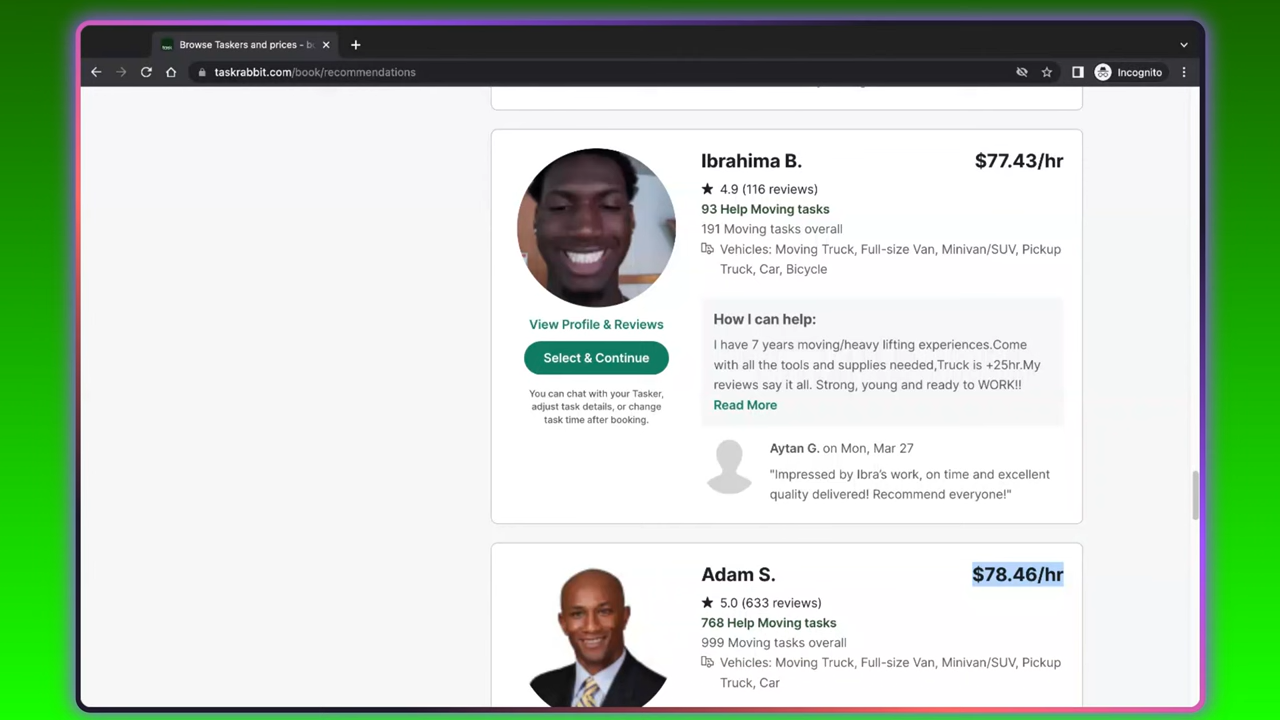 Browse Taskers and prices - b
taskrabbit.com/book/recommendations
Incognito
Ibrahima B.
$77.43/hr
4.9 (116 reviews)
93 Help Moving tasks
191 Moving tasks overall
Vehicles: Moving Truck, Full-size Van, Minivan/SUV, Pickup
Truck, Car, Bicycle
View Profile & Reviews
Select & Continue
You can chat with your Tasker,
adjust task details, or change
task time after booking.
How I can help:
I have 7 years moving/heavy lifting experiences.Come
with all the tools and supplies needed,Truck is +25hr.My
reviews say it all. Strong, young and ready to WORK!!
Read More
Aytan G. on Mon, Mar 27
"Impressed by Ibra's work, on time and excellent
quality delivered! Recommend everyone!"
Adam S.
$78.46/hr
5.0 (633 reviews)
768 Help Moving tasks
999 Moving tasks overall
Vehicles: Moving Truck, Full-size Van, Minivan/SUV, Pickup
Truck, Car